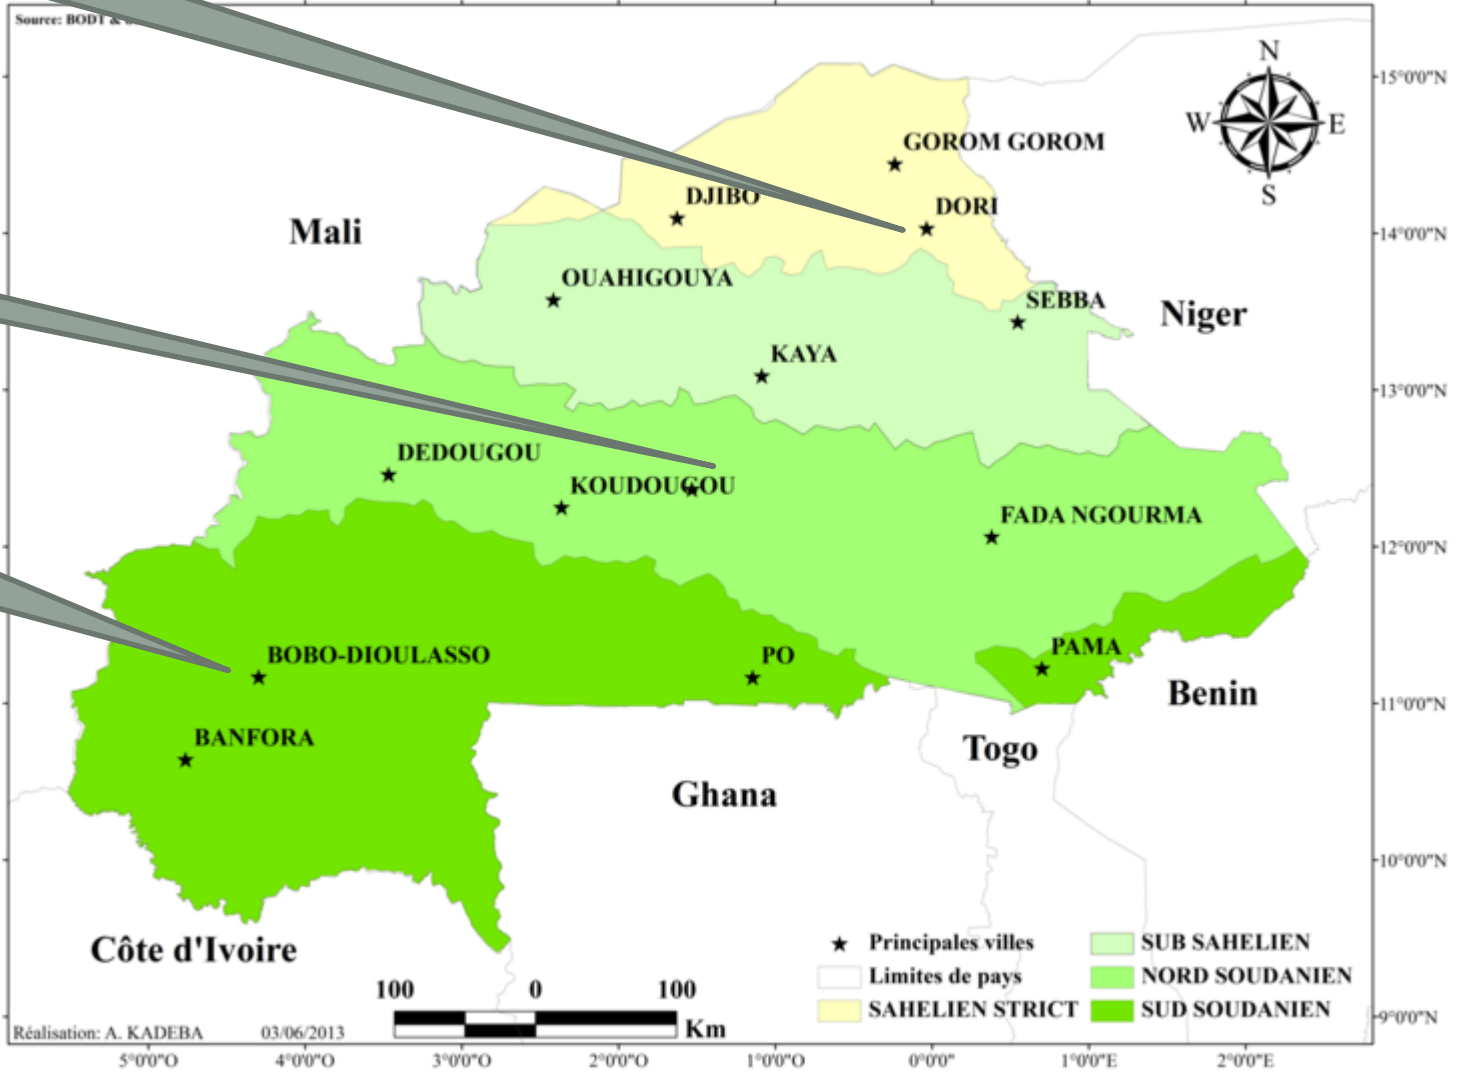 Source: BODT &
N
W E
S
15°0'0"N
GOROM GOROM
DJIBO
DORI
Mali
14°0'0"N
OUAHIGOUYA
SEBBA
Niger
KAYA
13°0'0"N
DEDOUGOU
KOUDOUGOU
FADA NGOURMA
12°0'0"N
BOBO-DIOULASSO
PO
PAMA
Benin
11°0'0"N
BANFORA
Togo
Ghana
10°0'0"N
Côte d'Ivoire
Principales villes
Limites de pays
SAHELIEN STRICT
SUB SAHELIEN
NORD SOUDANIEN
SUD SOUDANIEN
100 0 100
Km
9°0'0"N
Réalisation: A. KADEBA 03/06/2013
5°0'0"O 4°0'0"O 3°0'0"O 2°0'0"O 1°0'0"O 0°0'0" 1°0'0"E 2°0'0"E